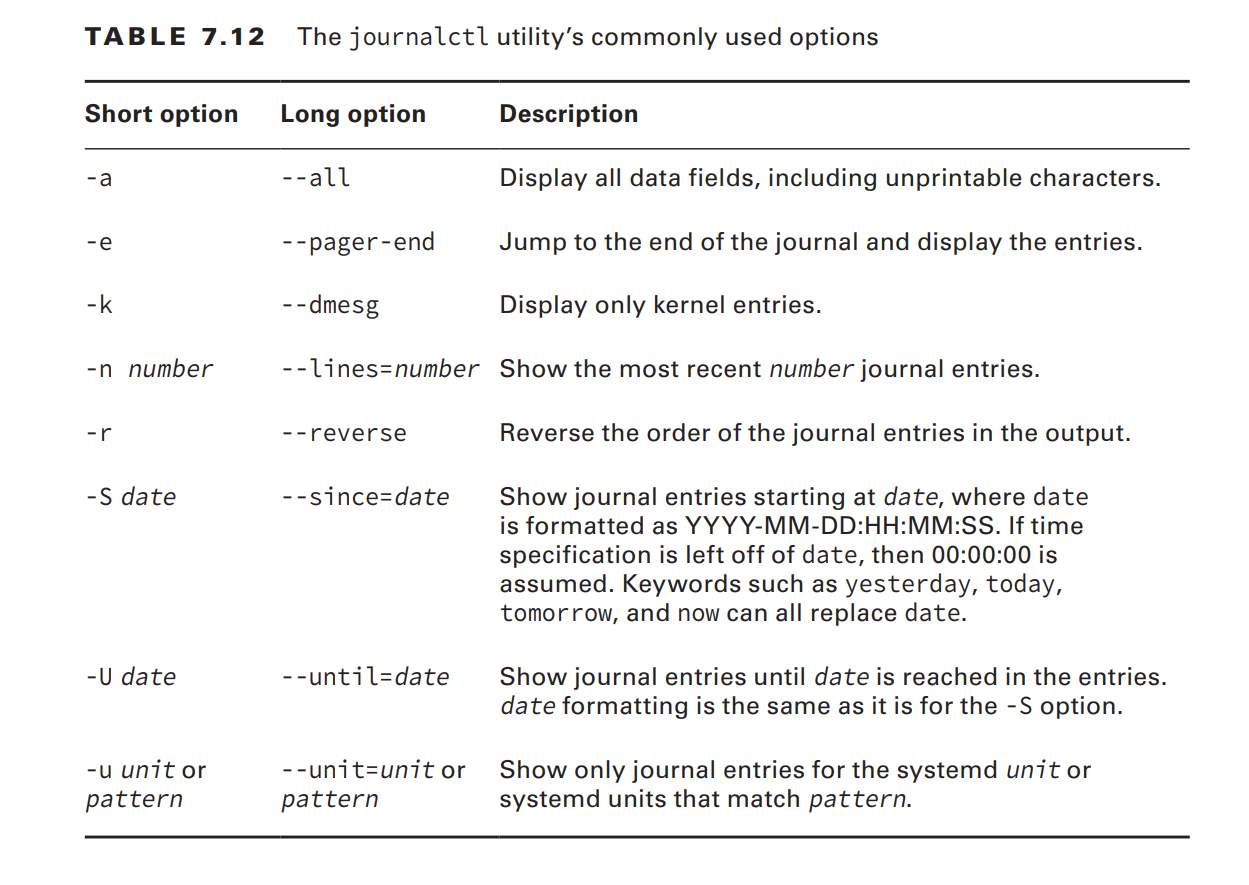 TABLE 7.12 The journalctl utility’s commonly used options
Short option Long option Description
-a --all Display all data fields, including unprintable characters.
-e --pager-end Jump to the end of the journal and display the entries.
-k --dmesg Display only kernel entries.
-n number --lines=number Show the most recent number journal entries.
-r --reverse Reverse the order of the journal entries in the output.
-S date --since=date Show journal entries starting at date, where date
is formatted as YYYY-MM-DD:HH:MM:SS. If time
specification is left off of date, then 00:00:00 is
assumed. Keywords such as yesterday, today,
tomorrow, and now can all replace date.
-U date --until=date Show journal entries until date is reached in the entries.
date formatting is the same as it is for the -S option.
-u unit or --unit=unit or Show only journal entries for the systemd unit or
pattern pattern systemd units that match pattern.